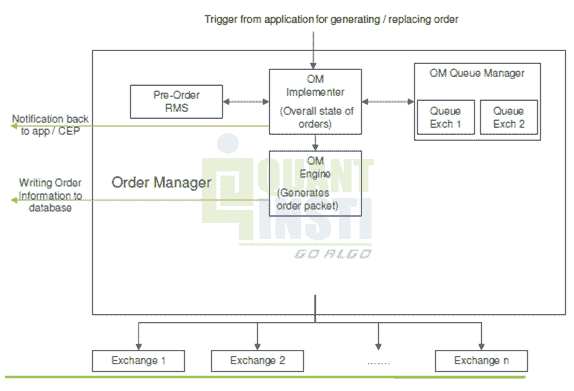 Trigger from application for generating / replacing order
OM
Implementer
(Overall state of
orders)
Pre-Order
RMS
OM Queue Manager
Queue
Exch 1
Queue
Exch 2
Notification back
to app / CEP
OM
Engine
(Generates
order packet)
Order Manager
Writing Order
Information to
database
QUANT
INSTI
GO ALGO
Exchange 1
Exchange 2
.......
Exchange n